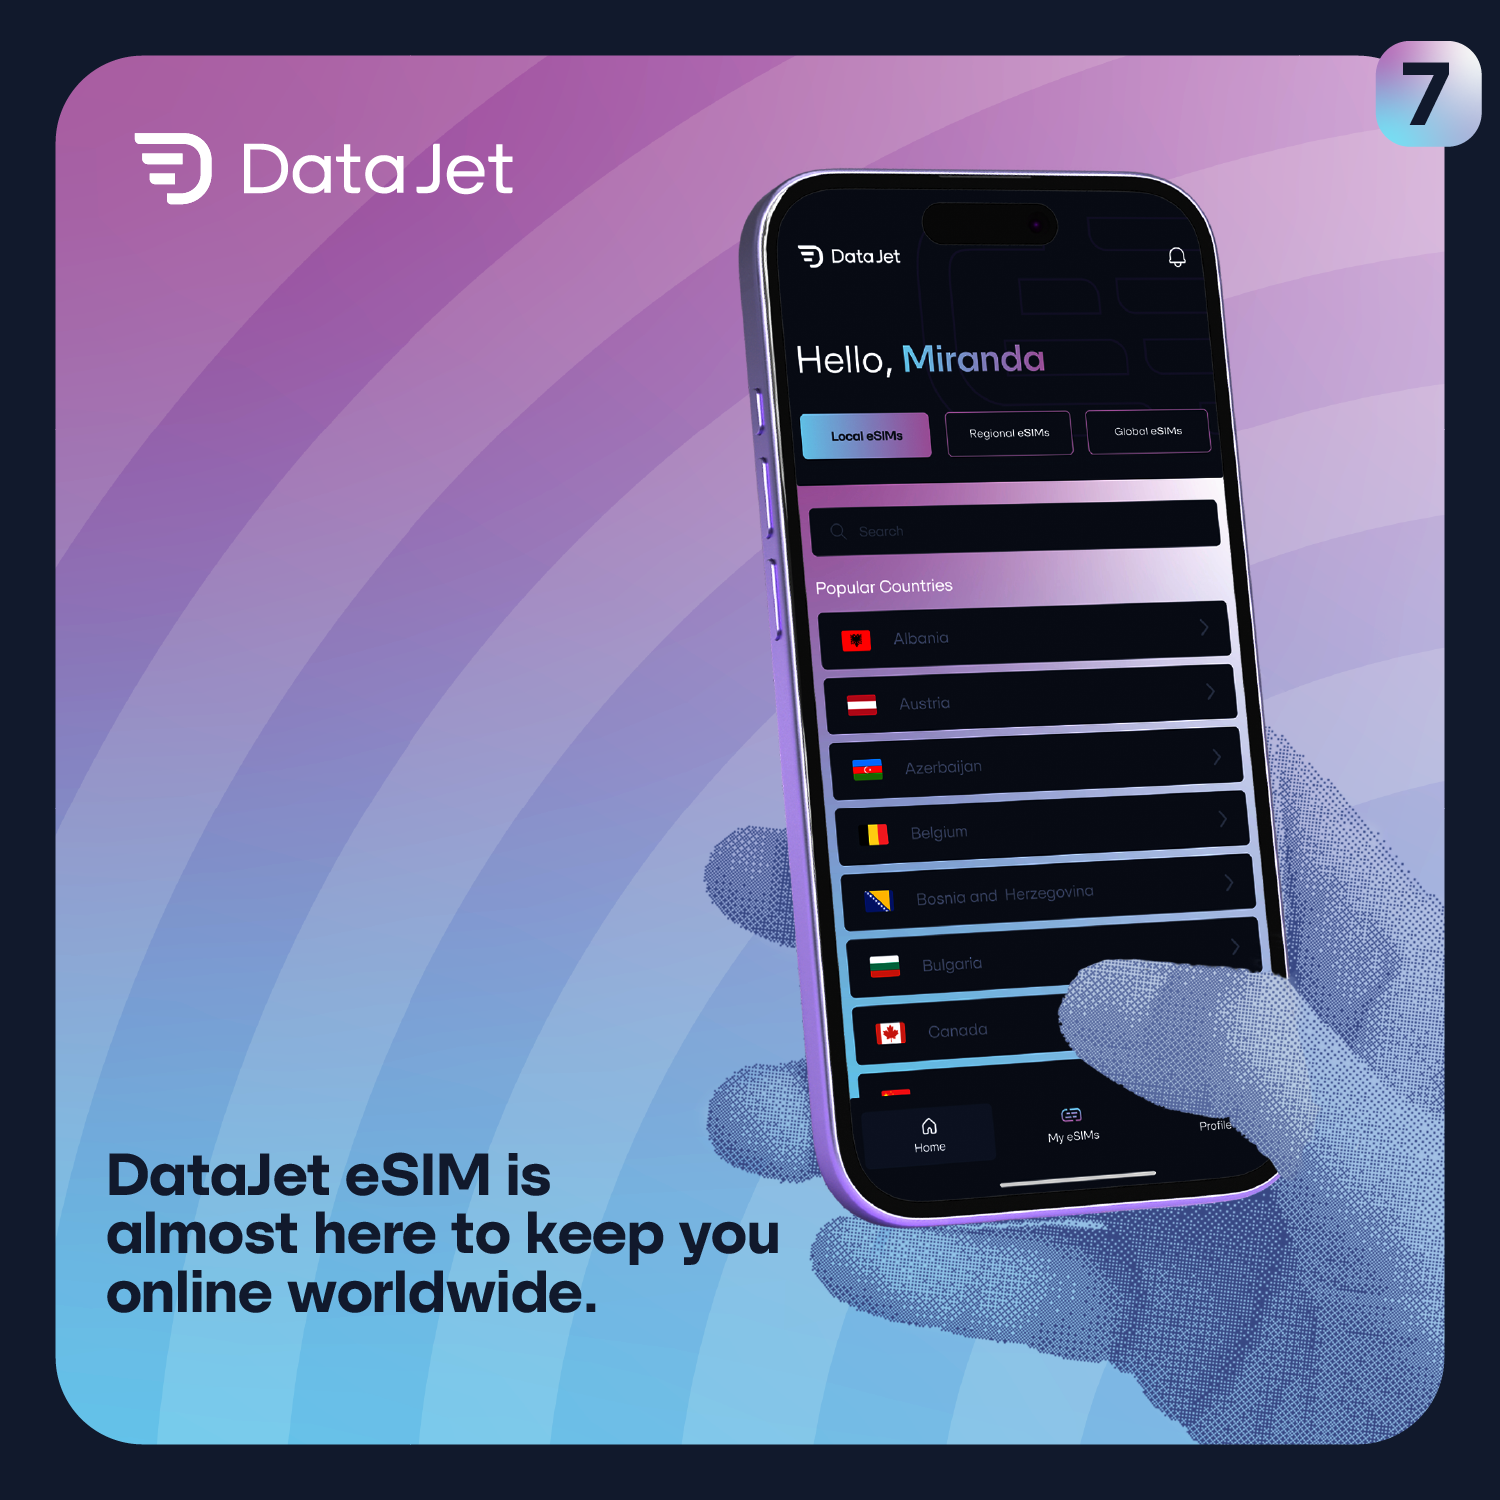 7
DataJet
DataJet
Hello, Miranda
Local eSIMs
Regional eSIMs
Global eSIMs
Search
Popular Countries
Albania
Austria
Azerbaijan
Belgium
Bosnia and Herzegovina
Bulgaria
Canada
Home
My eSIMs
Profile
DataJet eSIM is
almost here to keep you
online worldwide.